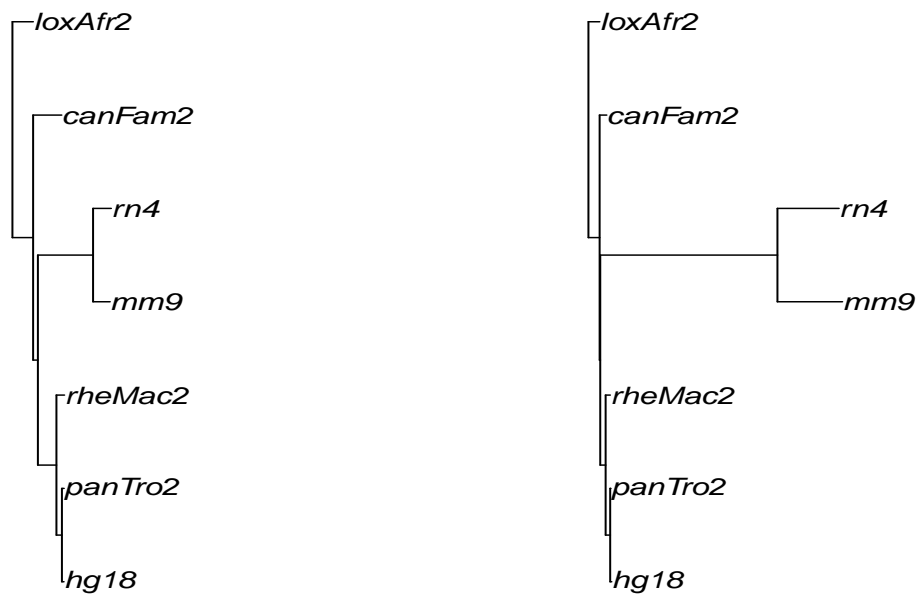 loxAfr2
canFam2
rn4
mm9
rheMac2
panTro2
hg18
loxAfr2
canFam2
rn4
mm9
rheMac2
panTro2
hg18